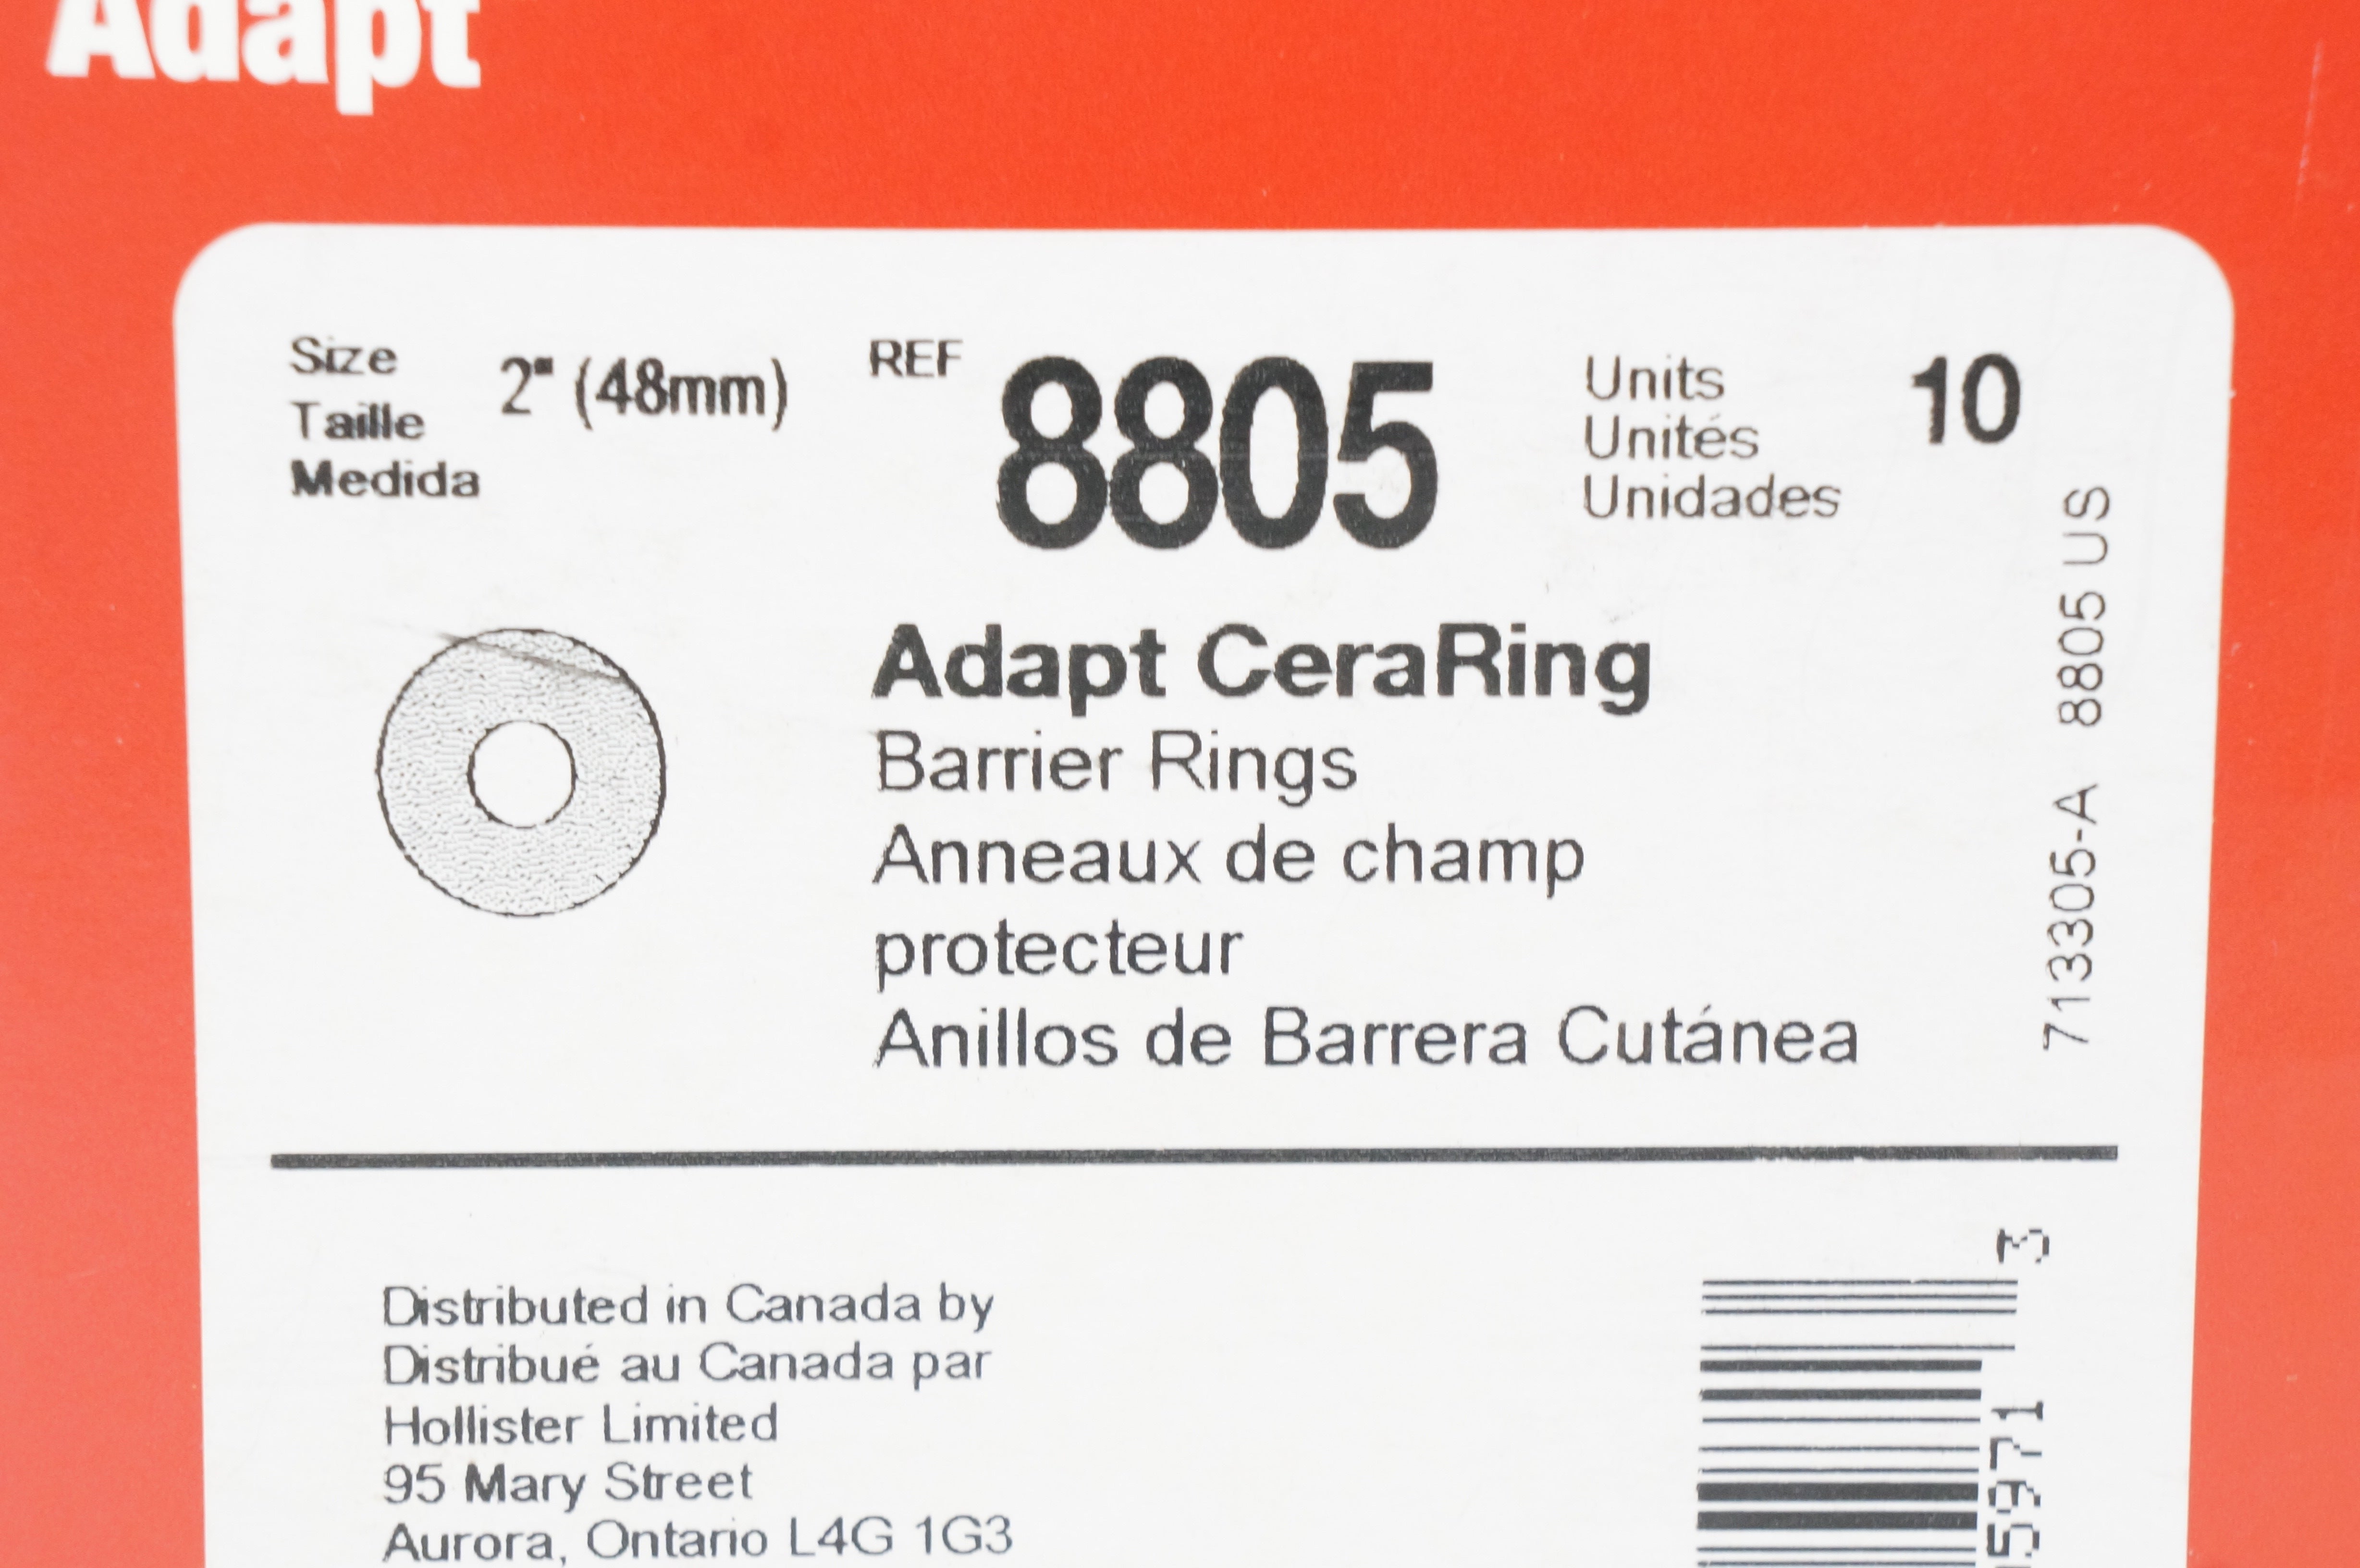 Adapt
Size
Taille
Medida
2" (48mm)
REF
8805
Units
Unités
Unidades
10
Adapt CeraRing
Barrier Rings
Anneaux de champ
protecteur
Anillos de Barrera Cutánea
713305-A 8805 US
Distributed in Canada by
Distribué au Canada par
Hollister Limited
95 Mary Street
Aurora, Ontario L4G 1G3
59713